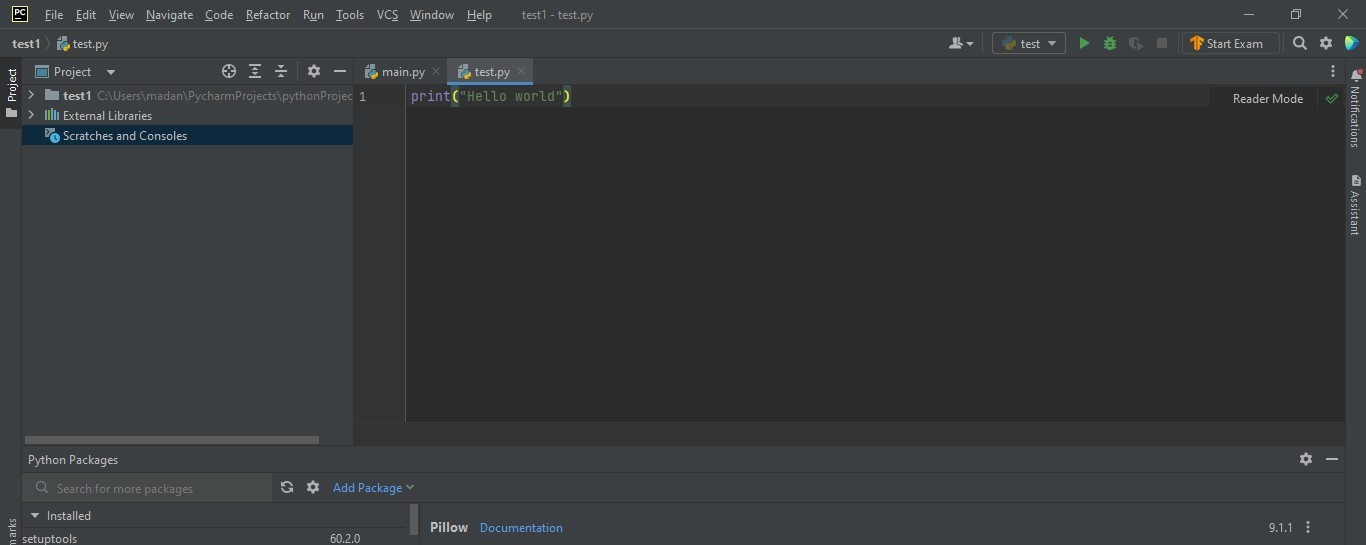 PC File Edit View Navigate Code Refactor Run Tools VCS Window Help test1 - test.py
test1 test.py test Start Exam
Project
Project main.py test.py
test1 C:\Users\madan\PycharmProjects\pythonProjec
External Libraries
Scratches and Consoles
1 print("Hello world")
Reader Mode
Notifications
Assistant
Python Packages
Search for more packages Add Package
Installed
setuptools 60.2.0
Pillow Documentation 9.1.1
marks